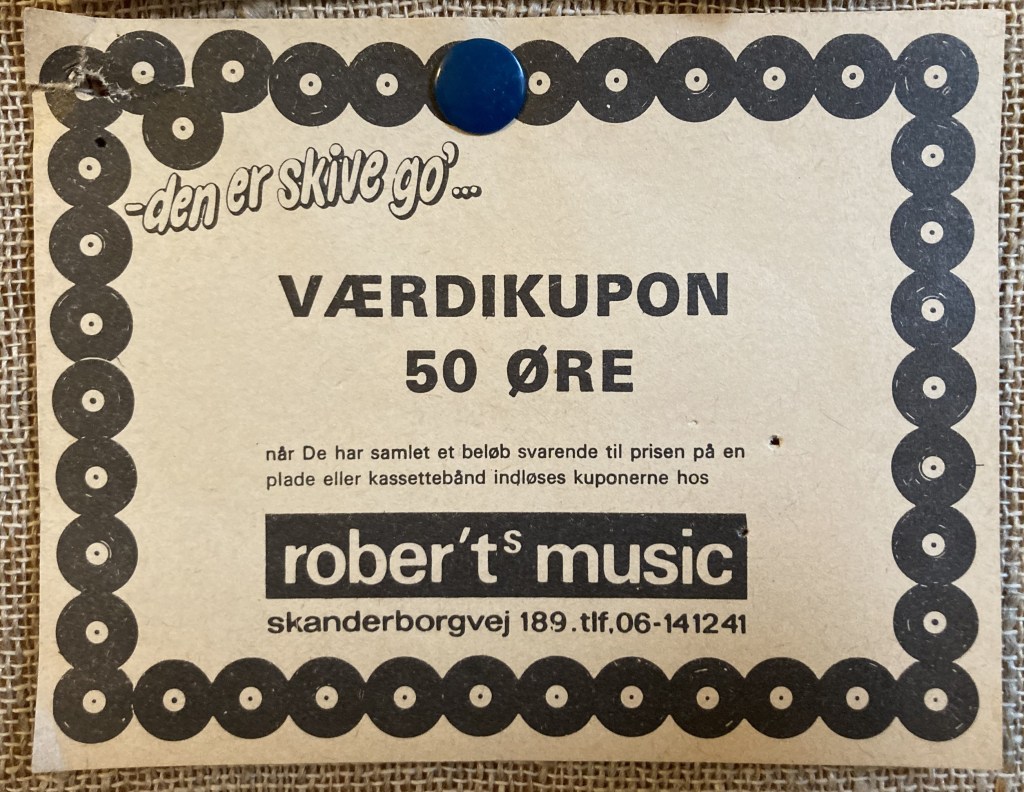 -den er skive go'...
VÆRDIKUPON
50 ØRE
når De har samlet et beløb svarende til prisen på en
plade eller kassettebånd indløses kuponerne hos
rober'ts music
skanderborgvej 189.tlf.06-141241